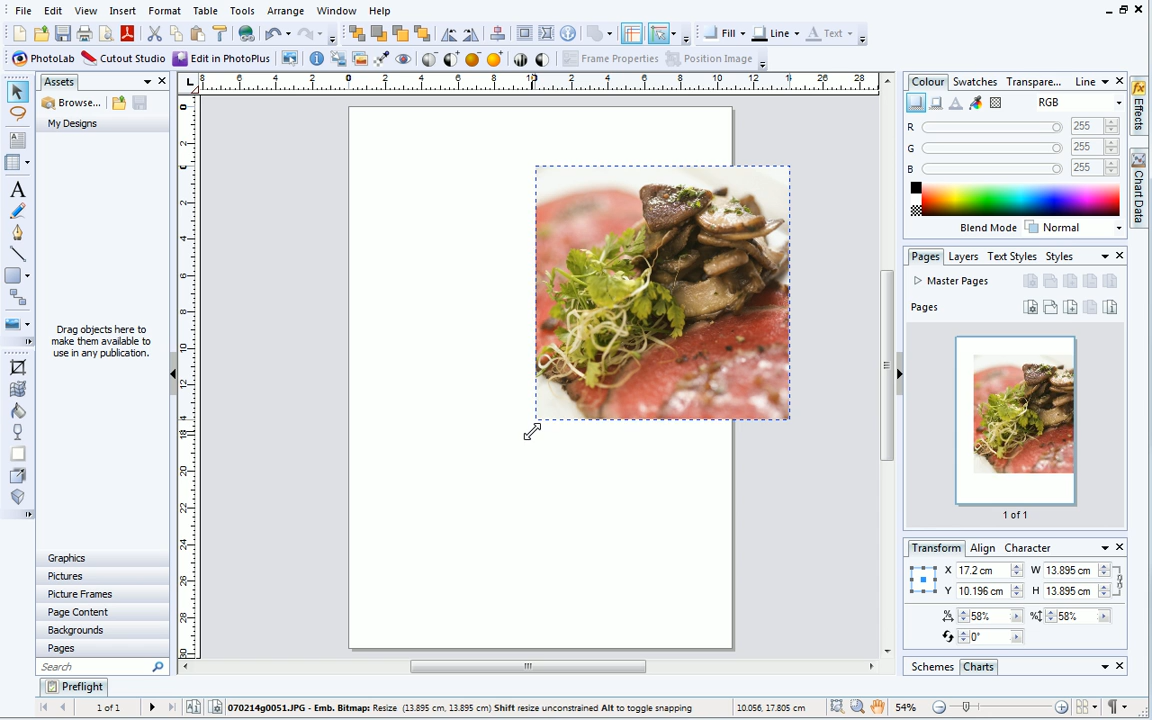 File Edit View Insert Format Table Tools Arrange Window Help
Fill Line Text
PhotoLab Cutout Studio Edit in PhotoPlus Frame Properties Position Image
Assets
Browse...
My Designs
Drag objects here to
make them available to
use in any publication.
Graphics
Pictures
Picture Frames
Page Content
Backgrounds
Pages
Search
Colour Swatches Transpare... Line
RGB
R 255
G 255
B 255
Blend Mode Normal
Effects
Chart Data
Pages Layers Text Styles Styles
Master Pages
Pages
1 of 1
Transform Align Character
X 17.2 cm W 13.895 cm
Y 10.196 cm H 13.895 cm
58% 58%
0°
Schemes Charts
Preflight
1 of 1 070214g0051.JPG - Emb. Bitmap: Resize (13.895 cm, 13.895 cm) Shift resize unconstrained Alt to toggle snapping 10.056, 17.805 cm 54%